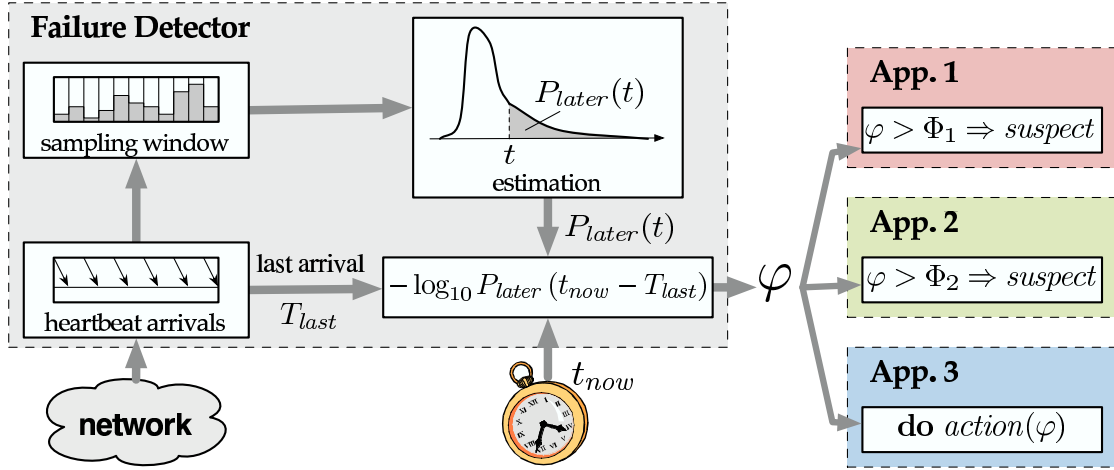 Failure Detector
sampling window
P_later(t)
t
estimation
P_later(t)
last arrival
T_last
heartbeat arrivals
− log₁₀ P_later (t_now − T_last)
φ
network
t_now
App. 1
φ > Φ₁ ⇒ suspect
App. 2
φ > Φ₂ ⇒ suspect
App. 3
do action(φ)